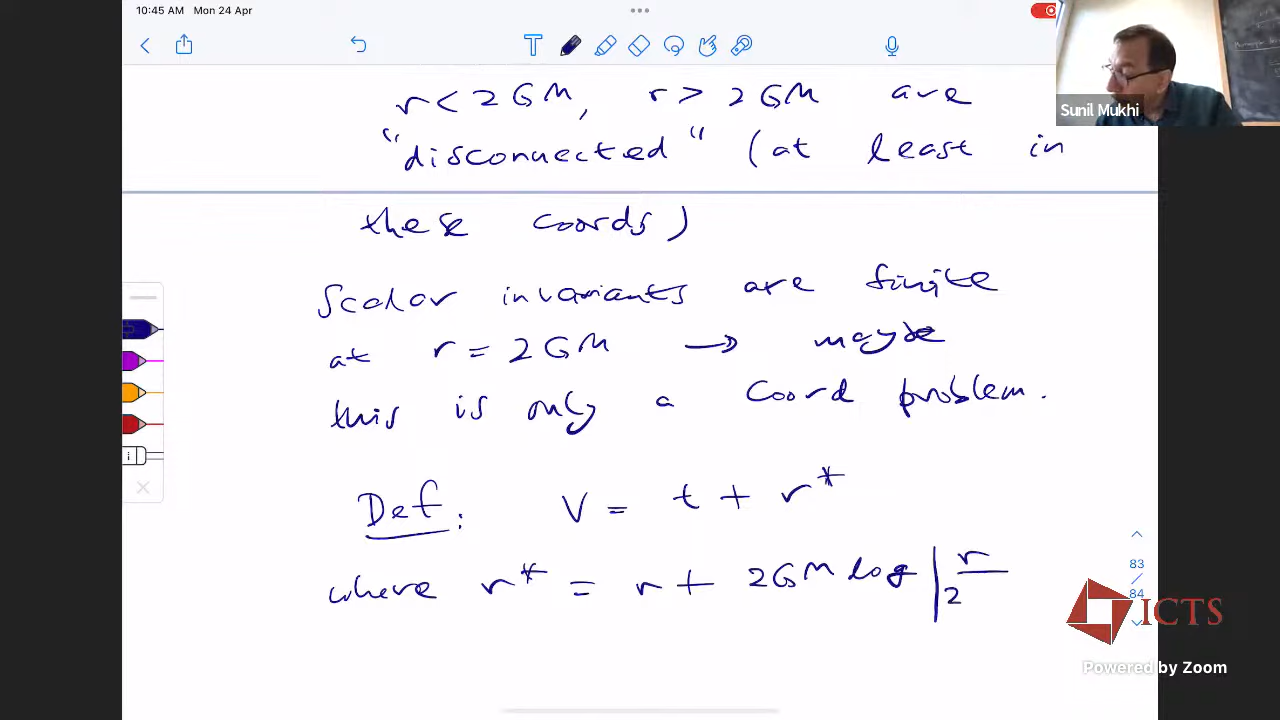 10:45 AM Mon 24 Apr
r < 2GM, r > 2GM are
"disconnected" (at least in
Sunil Mukhi
these coords)
Scalar invariants are finite
at r = 2GM → maybe
this is only a coord problem.
Def: V = t + r*
where r* = r + 2GM log |r/2
83
/
84
ICTS
Powered by Zoom